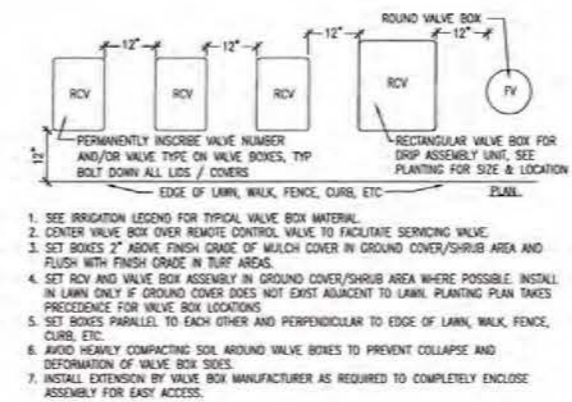 ROUND VALVE BOX
12" 12" 12" 12"
RCV RCV RCV RCV FV
12"
PERMANENTLY INSCRIBE VALVE NUMBER
AND/OR VALVE TYPE ON VALVE BOXES, TYP
BOLT DOWN ALL LIDS / COVERS
RECTANGULAR VALVE BOX FOR
DRIP ASSEMBLY UNIT, SEE
PLANTING FOR SIZE & LOCATION
EDGE OF LAWN, WALK, FENCE, CURB, ETC
PLAN
1. SEE IRRIGATION LEGEND FOR TYPICAL VALVE BOX MATERIAL.
2. CENTER VALVE BOX OVER REMOTE CONTROL VALVE TO FACILITATE SERVICING VALVE.
3. SET BOXES 2" ABOVE FINISH GRADE OF MULCH COVER IN GROUND COVER/SHRUB AREA AND
FLUSH WITH FINISH GRADE IN TURF AREAS.
4. SET RCV AND VALVE BOX ASSEMBLY IN GROUND COVER/SHRUB AREA WHERE POSSIBLE. INSTALL
IN LAWN ONLY IF GROUND COVER DOES NOT EXIST ADJACENT TO LAWN. PLANTING PLAN TAKES
PRECEDENCE FOR VALVE BOX LOCATIONS
5. SET BOXES PARALLEL TO EACH OTHER AND PERPENDICULAR TO EDGE OF LAWN, WALK, FENCE,
CURB, ETC.
6. AVOID HEAVILY COMPACTING SOIL AROUND VALVE BOXES TO PREVENT COLLAPSE AND
DEFORMATION OF VALVE BOX SIDES.
7. INSTALL EXTENSION BY VALVE BOX MANUFACTURER AS REQUIRED TO COMPLETELY ENCLOSE
ASSEMBLY FOR EASY ACCESS.